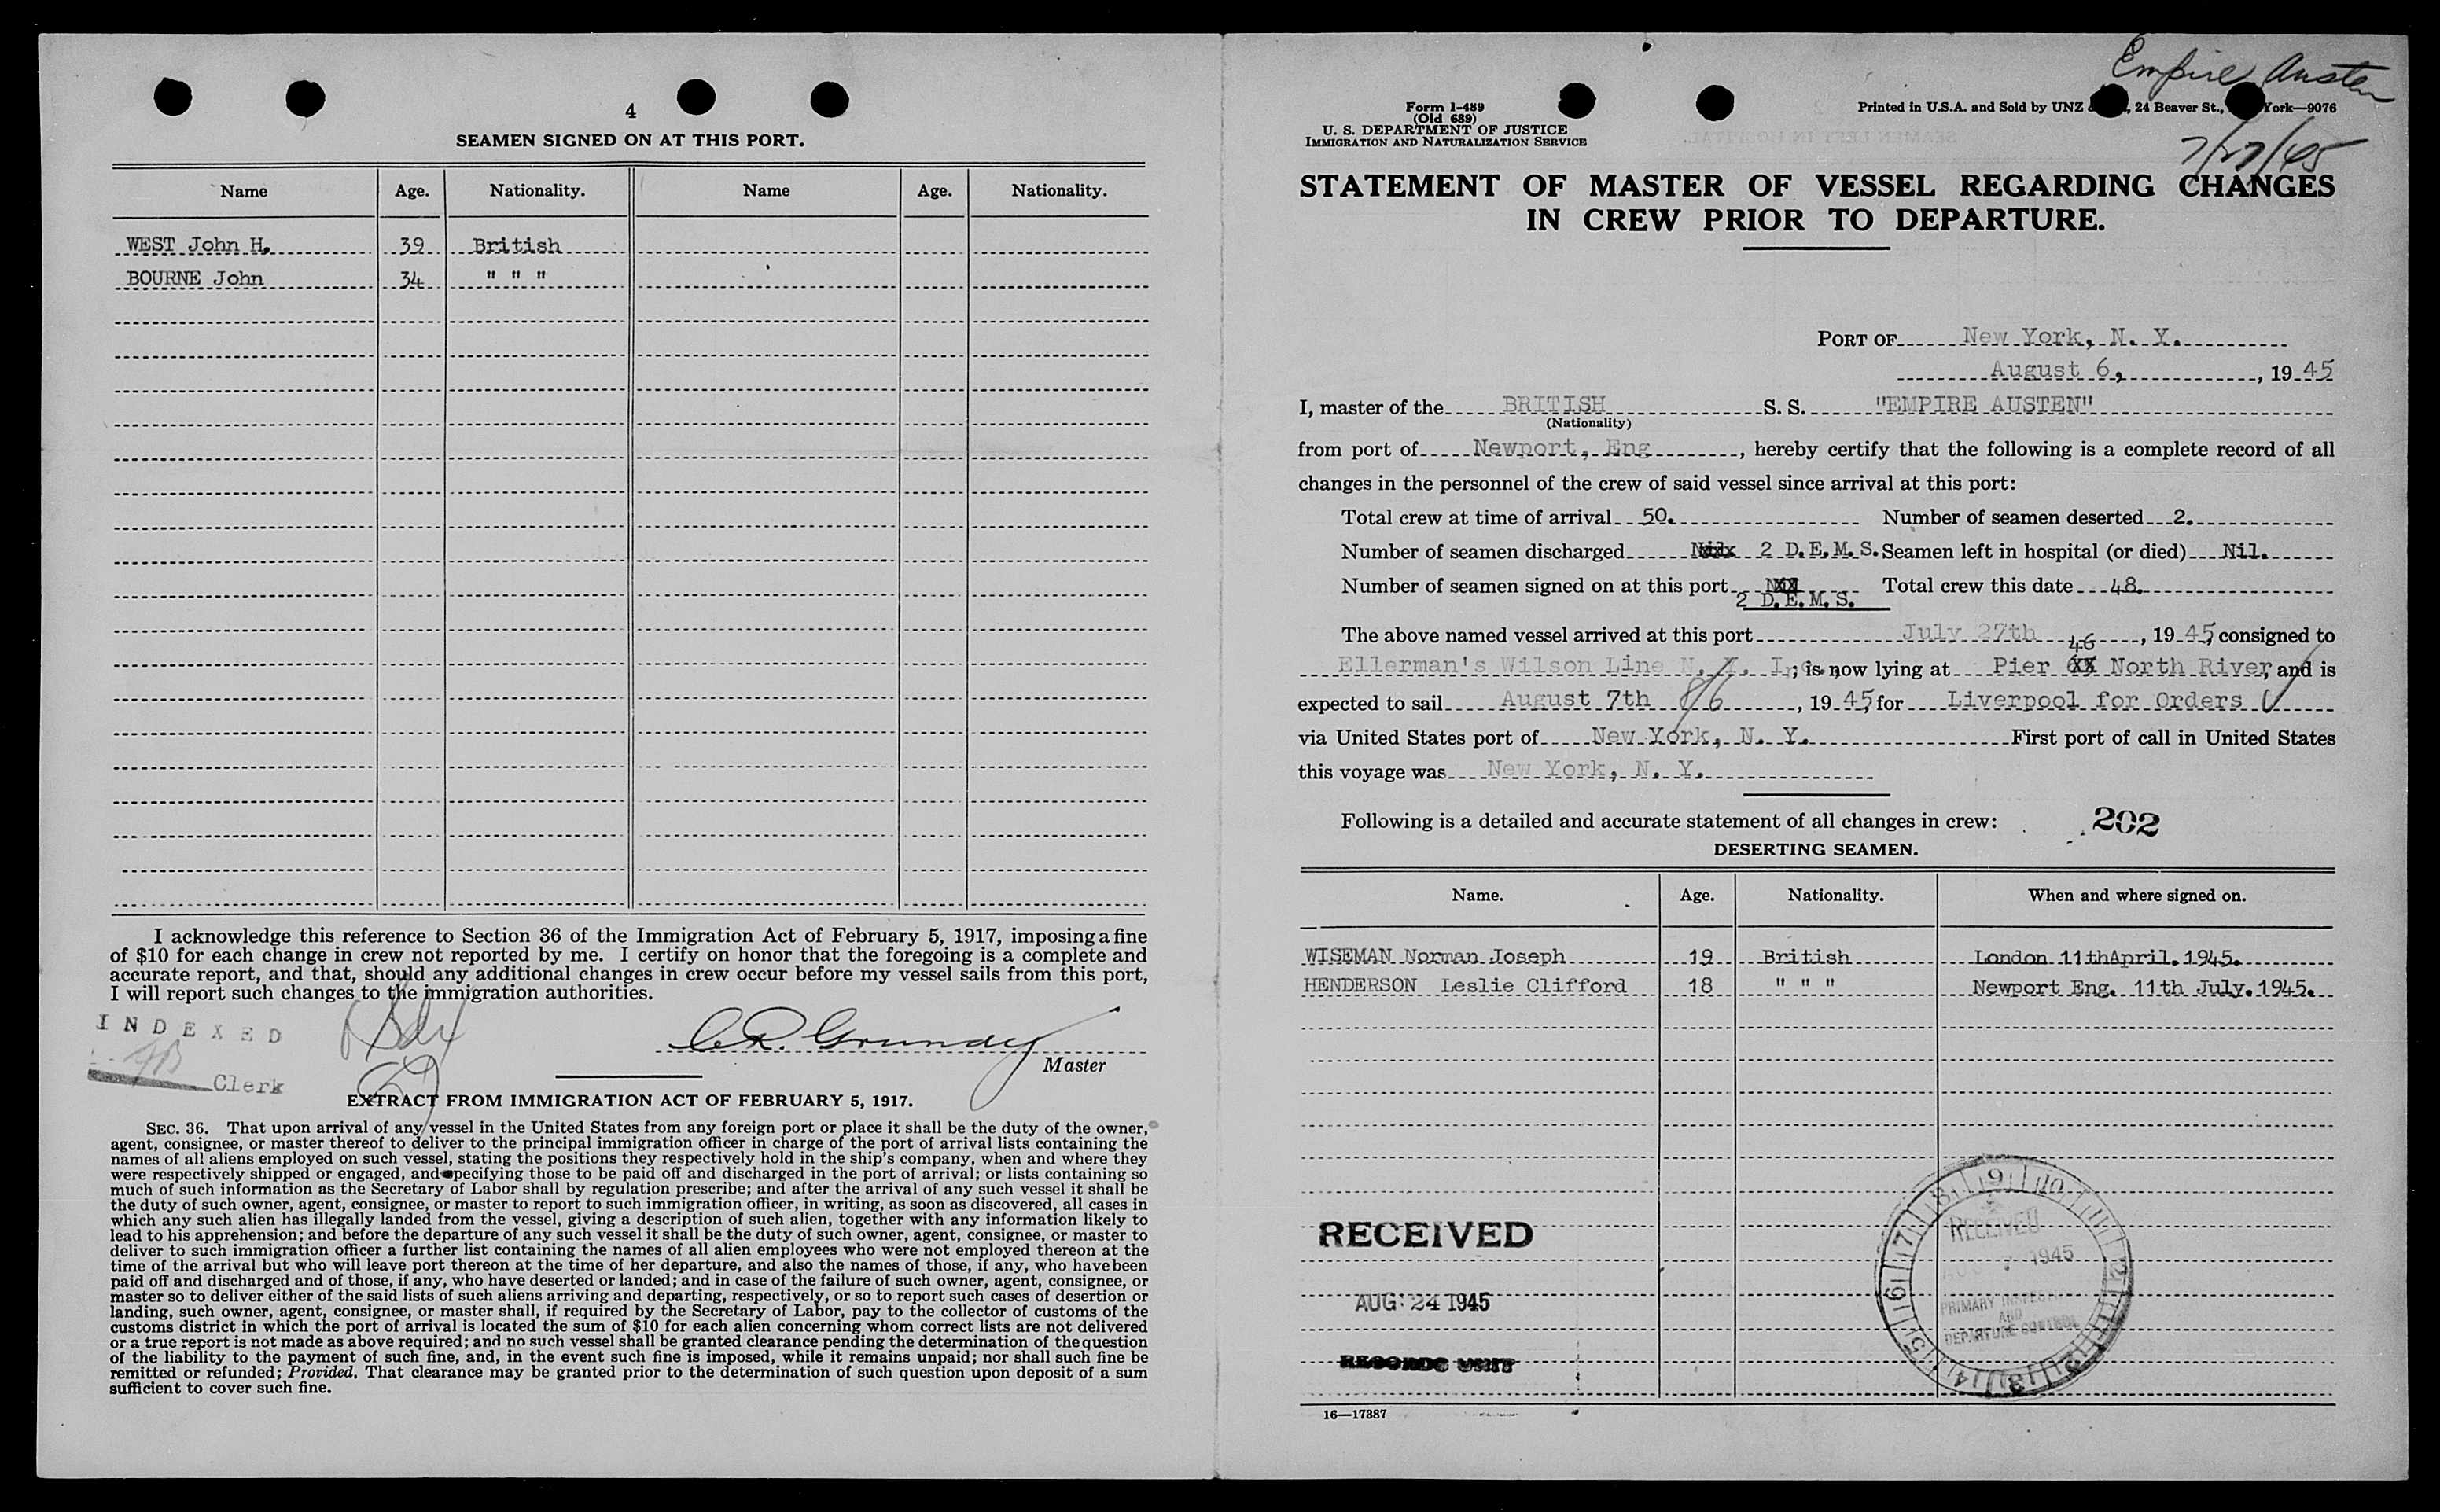 4
SEAMEN SIGNED ON AT THIS PORT.
Name Age. Nationality. Name Age. Nationality.
WEST John H. 39 British
BOURNE John 34 " " "
I acknowledge this reference to Section 36 of the Immigration Act of February 5, 1917, imposing a fine
of $10 for each change in crew not reported by me. I certify on honor that the foregoing is a complete and
accurate report, and that, should any additional changes in crew occur before my vessel sails from this port,
I will report such changes to the immigration authorities.
INDEXED
Clerk
C.R. Grundy
Master
EXTRACT FROM IMMIGRATION ACT OF FEBRUARY 5, 1917.
SEC. 36. That upon arrival of any vessel in the United States from any foreign port or place it shall be the duty of the owner,
agent, consignee, or master thereof to deliver to the principal immigration officer in charge of the port of arrival lists containing the
names of all aliens employed on such vessel, stating the positions they respectively hold in the ship's company, when and where they
were respectively shipped or engaged, and specifying those to be paid off and discharged in the port of arrival; or lists containing so
much of such information as the Secretary of Labor shall by regulation prescribe; and after the arrival of any such vessel it shall be
the duty of such owner, agent, consignee, or master to report to such immigration officer, in writing, as soon as discovered, all cases in
which any such alien has illegally landed from the vessel, giving a description of such alien, together with any information likely to
lead to his apprehension; and before the departure of any such vessel it shall be the duty of such owner, agent, consignee, or master to
deliver to such immigration officer a further list containing the names of all alien employees who were not employed thereon at the
time of the arrival but who will leave port thereon at the time of her departure, and also the names of those, if any, who have been
paid off and discharged and of those, if any, who have deserted or landed; and in case of the failure of such owner, agent, consignee, or
master so to deliver either of the said lists of such aliens arriving and departing, respectively, or so to report such cases of desertion or
landing, such owner, agent, consignee, or master shall, if required by the Secretary of Labor, pay to the collector of customs of the
customs district in which the port of arrival is located the sum of $10 for each alien concerning whom correct lists are not delivered
or a true report is not made as above required; and no such vessel shall be granted clearance pending the determination of the question
of the liability to the payment of such fine, and, in the event such fine is imposed, while it remains unpaid; nor shall such fine be
remitted or refunded; Provided, That clearance may be granted prior to the determination of such question upon deposit of a sum
sufficient to cover such fine.
Empire Austen
Form I-489
(Old 689)
U. S. DEPARTMENT OF JUSTICE
IMMIGRATION AND NATURALIZATION SERVICE
Printed in U.S.A. and Sold by UNZ & , 24 Beaver St., York—9076
7/27/45
STATEMENT OF MASTER OF VESSEL REGARDING CHANGES
IN CREW PRIOR TO DEPARTURE.
PORT OF New York, N. Y.
August 6, , 19 45
I, master of the BRITISH S. S. "EMPIRE AUSTEN"
(Nationality)
from port of Newport, Eng , hereby certify that the following is a complete record of all
changes in the personnel of the crew of said vessel since arrival at this port:
Total crew at time of arrival 50. Number of seamen deserted 2.
Number of seamen discharged 2 D.E.M.S. Seamen left in hospital (or died) Nil.
Number of seamen signed on at this port 2 D.E.M.S. Total crew this date 48.
The above named vessel arrived at this port July 27th , 19 45, consigned to
Ellerman's Wilson Line N. Y. Inc.; is now lying at Pier 46 North River, and is
expected to sail August 7th 8/6 , 19 45, for Liverpool for Orders
via United States port of New York, N. Y. First port of call in United States
this voyage was New York, N. Y.
Following is a detailed and accurate statement of all changes in crew: 202
DESERTING SEAMEN.
Name. Age. Nationality. When and where signed on.
WISEMAN Norman Joseph 19 British London 11thApril.1945.
HENDERSON Leslie Clifford 18 " " " Newport Eng. 11th July.1945.
RECEIVED
AUG 24 1945
RECORDS UNIT
RECEIVED
7 1945
PRIMARY INSPECTION
AND
DEPARTURE CONTROL
16—17387